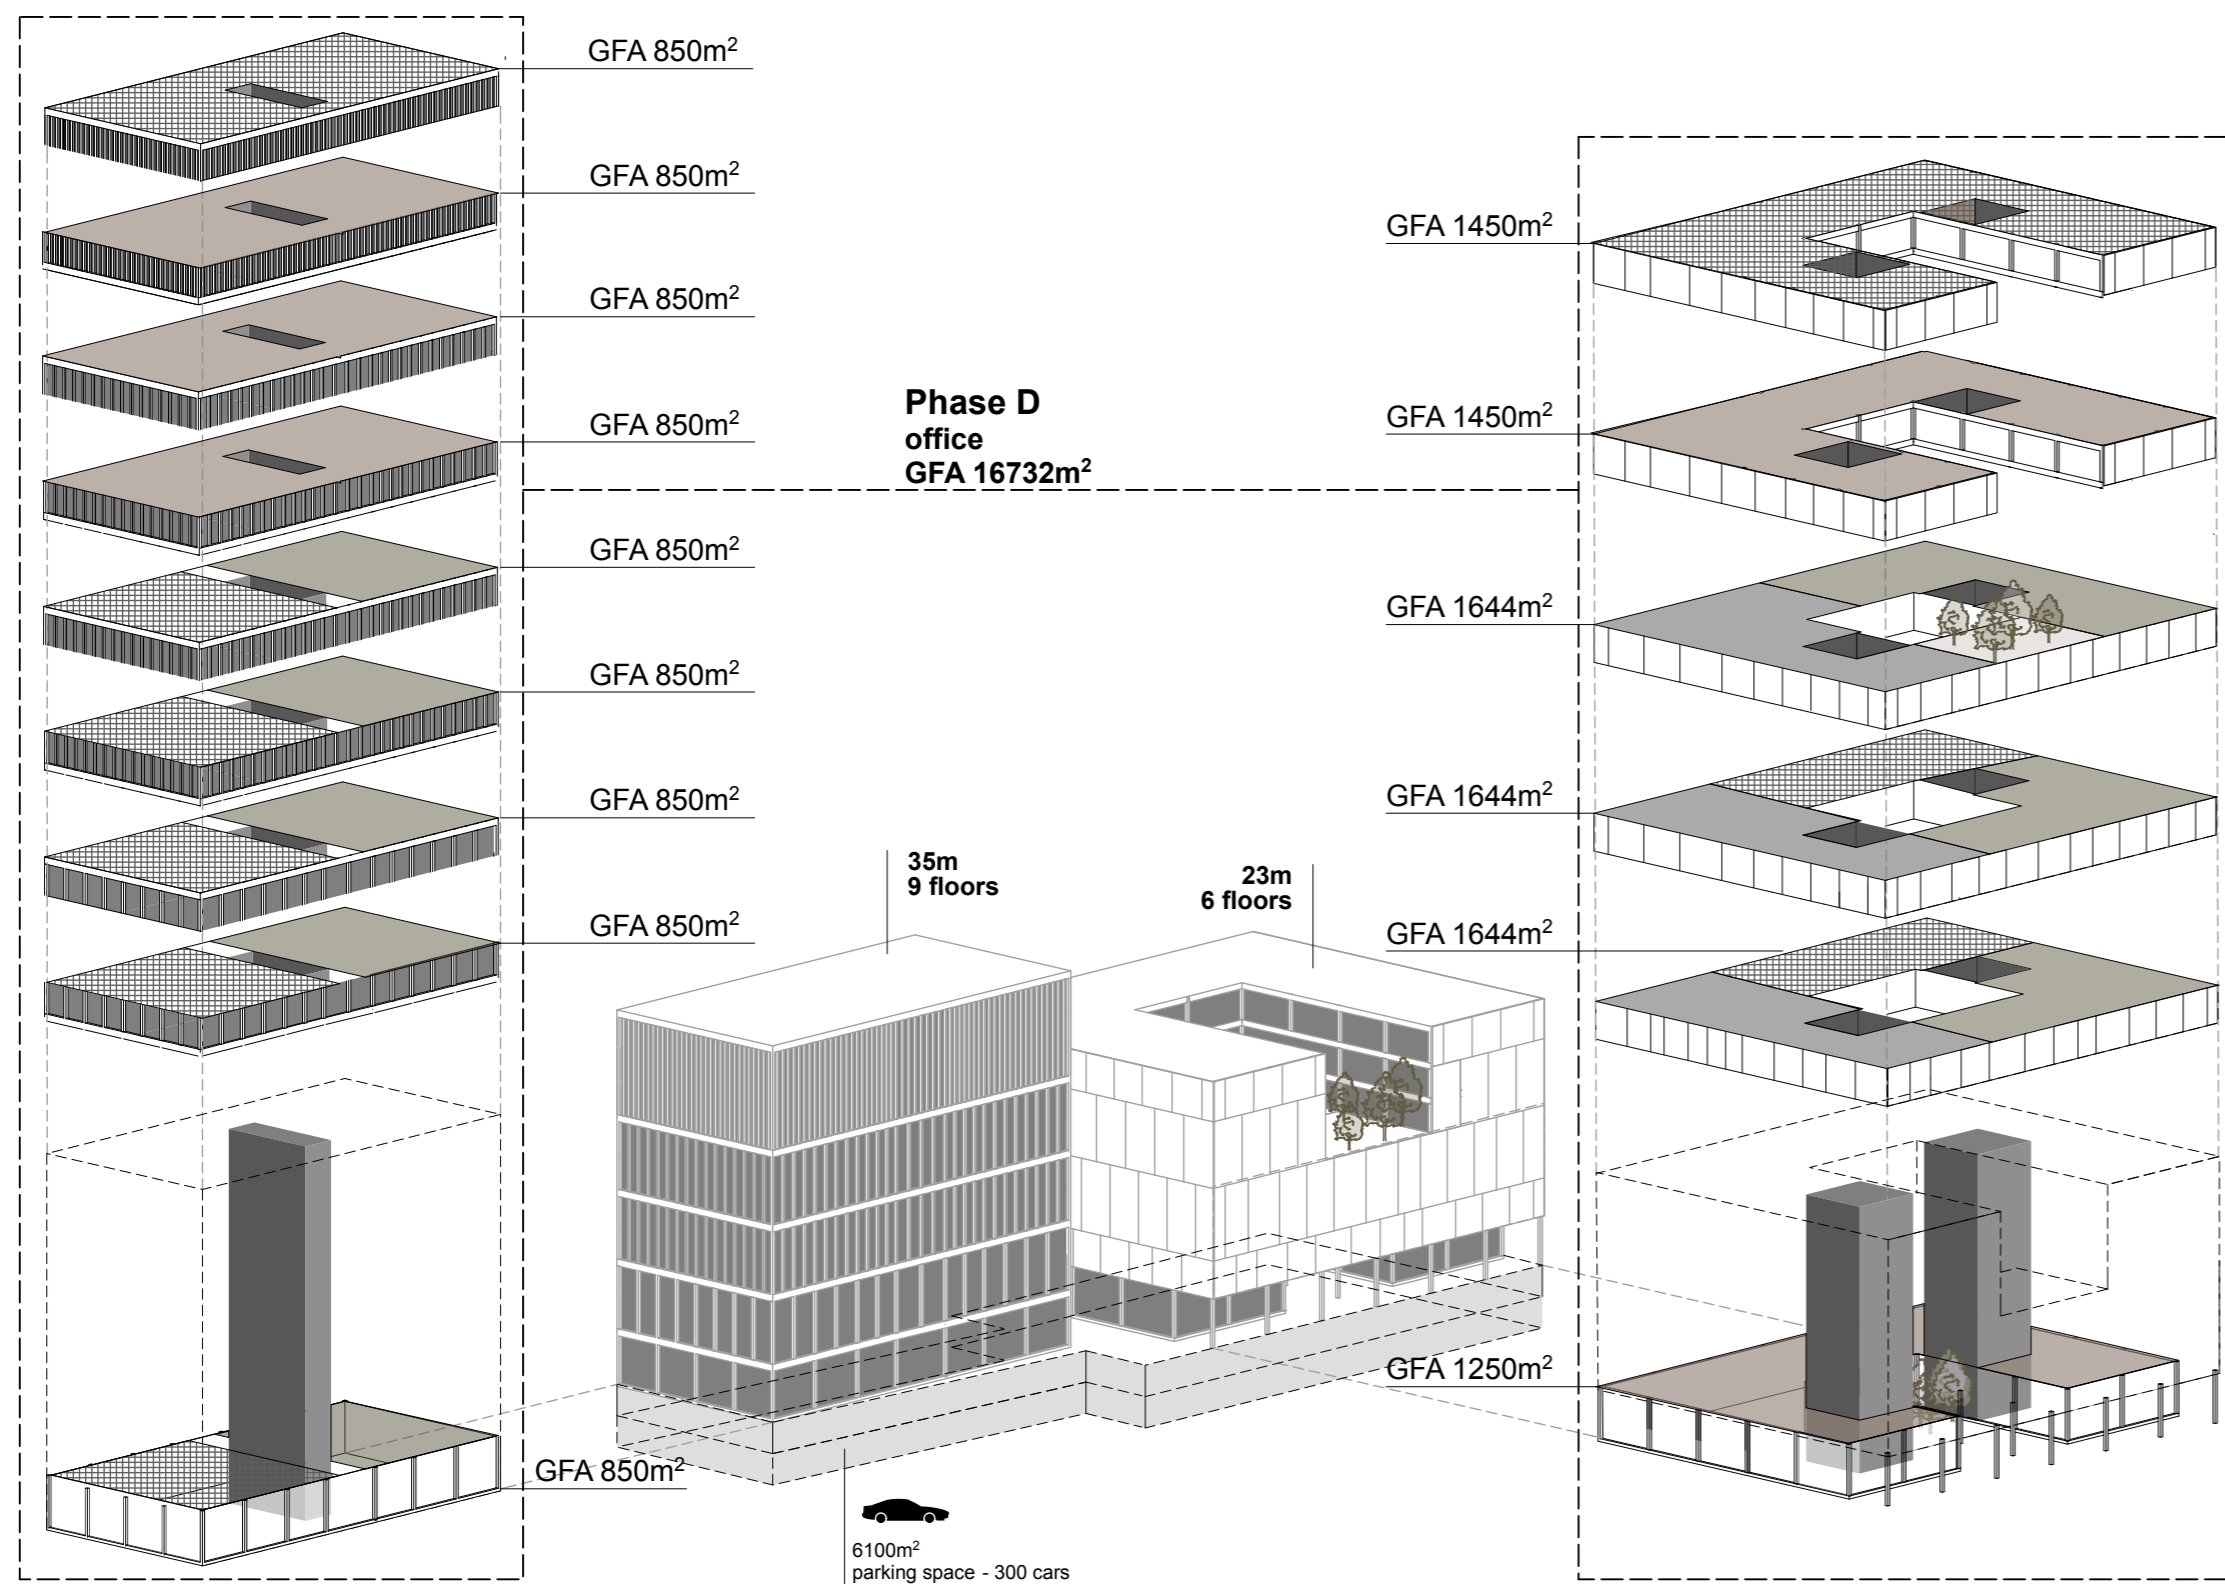 GFA 850m²
GFA 850m²
GFA 850m²
GFA 850m²
GFA 850m²
GFA 850m²
GFA 850m²
GFA 850m²
GFA 850m²
Phase D
office
GFA 16732m²
35m
9 floors
23m
6 floors
6100m²
parking space - 300 cars
GFA 1450m²
GFA 1450m²
GFA 1644m²
GFA 1644m²
GFA 1644m²
GFA 1250m²